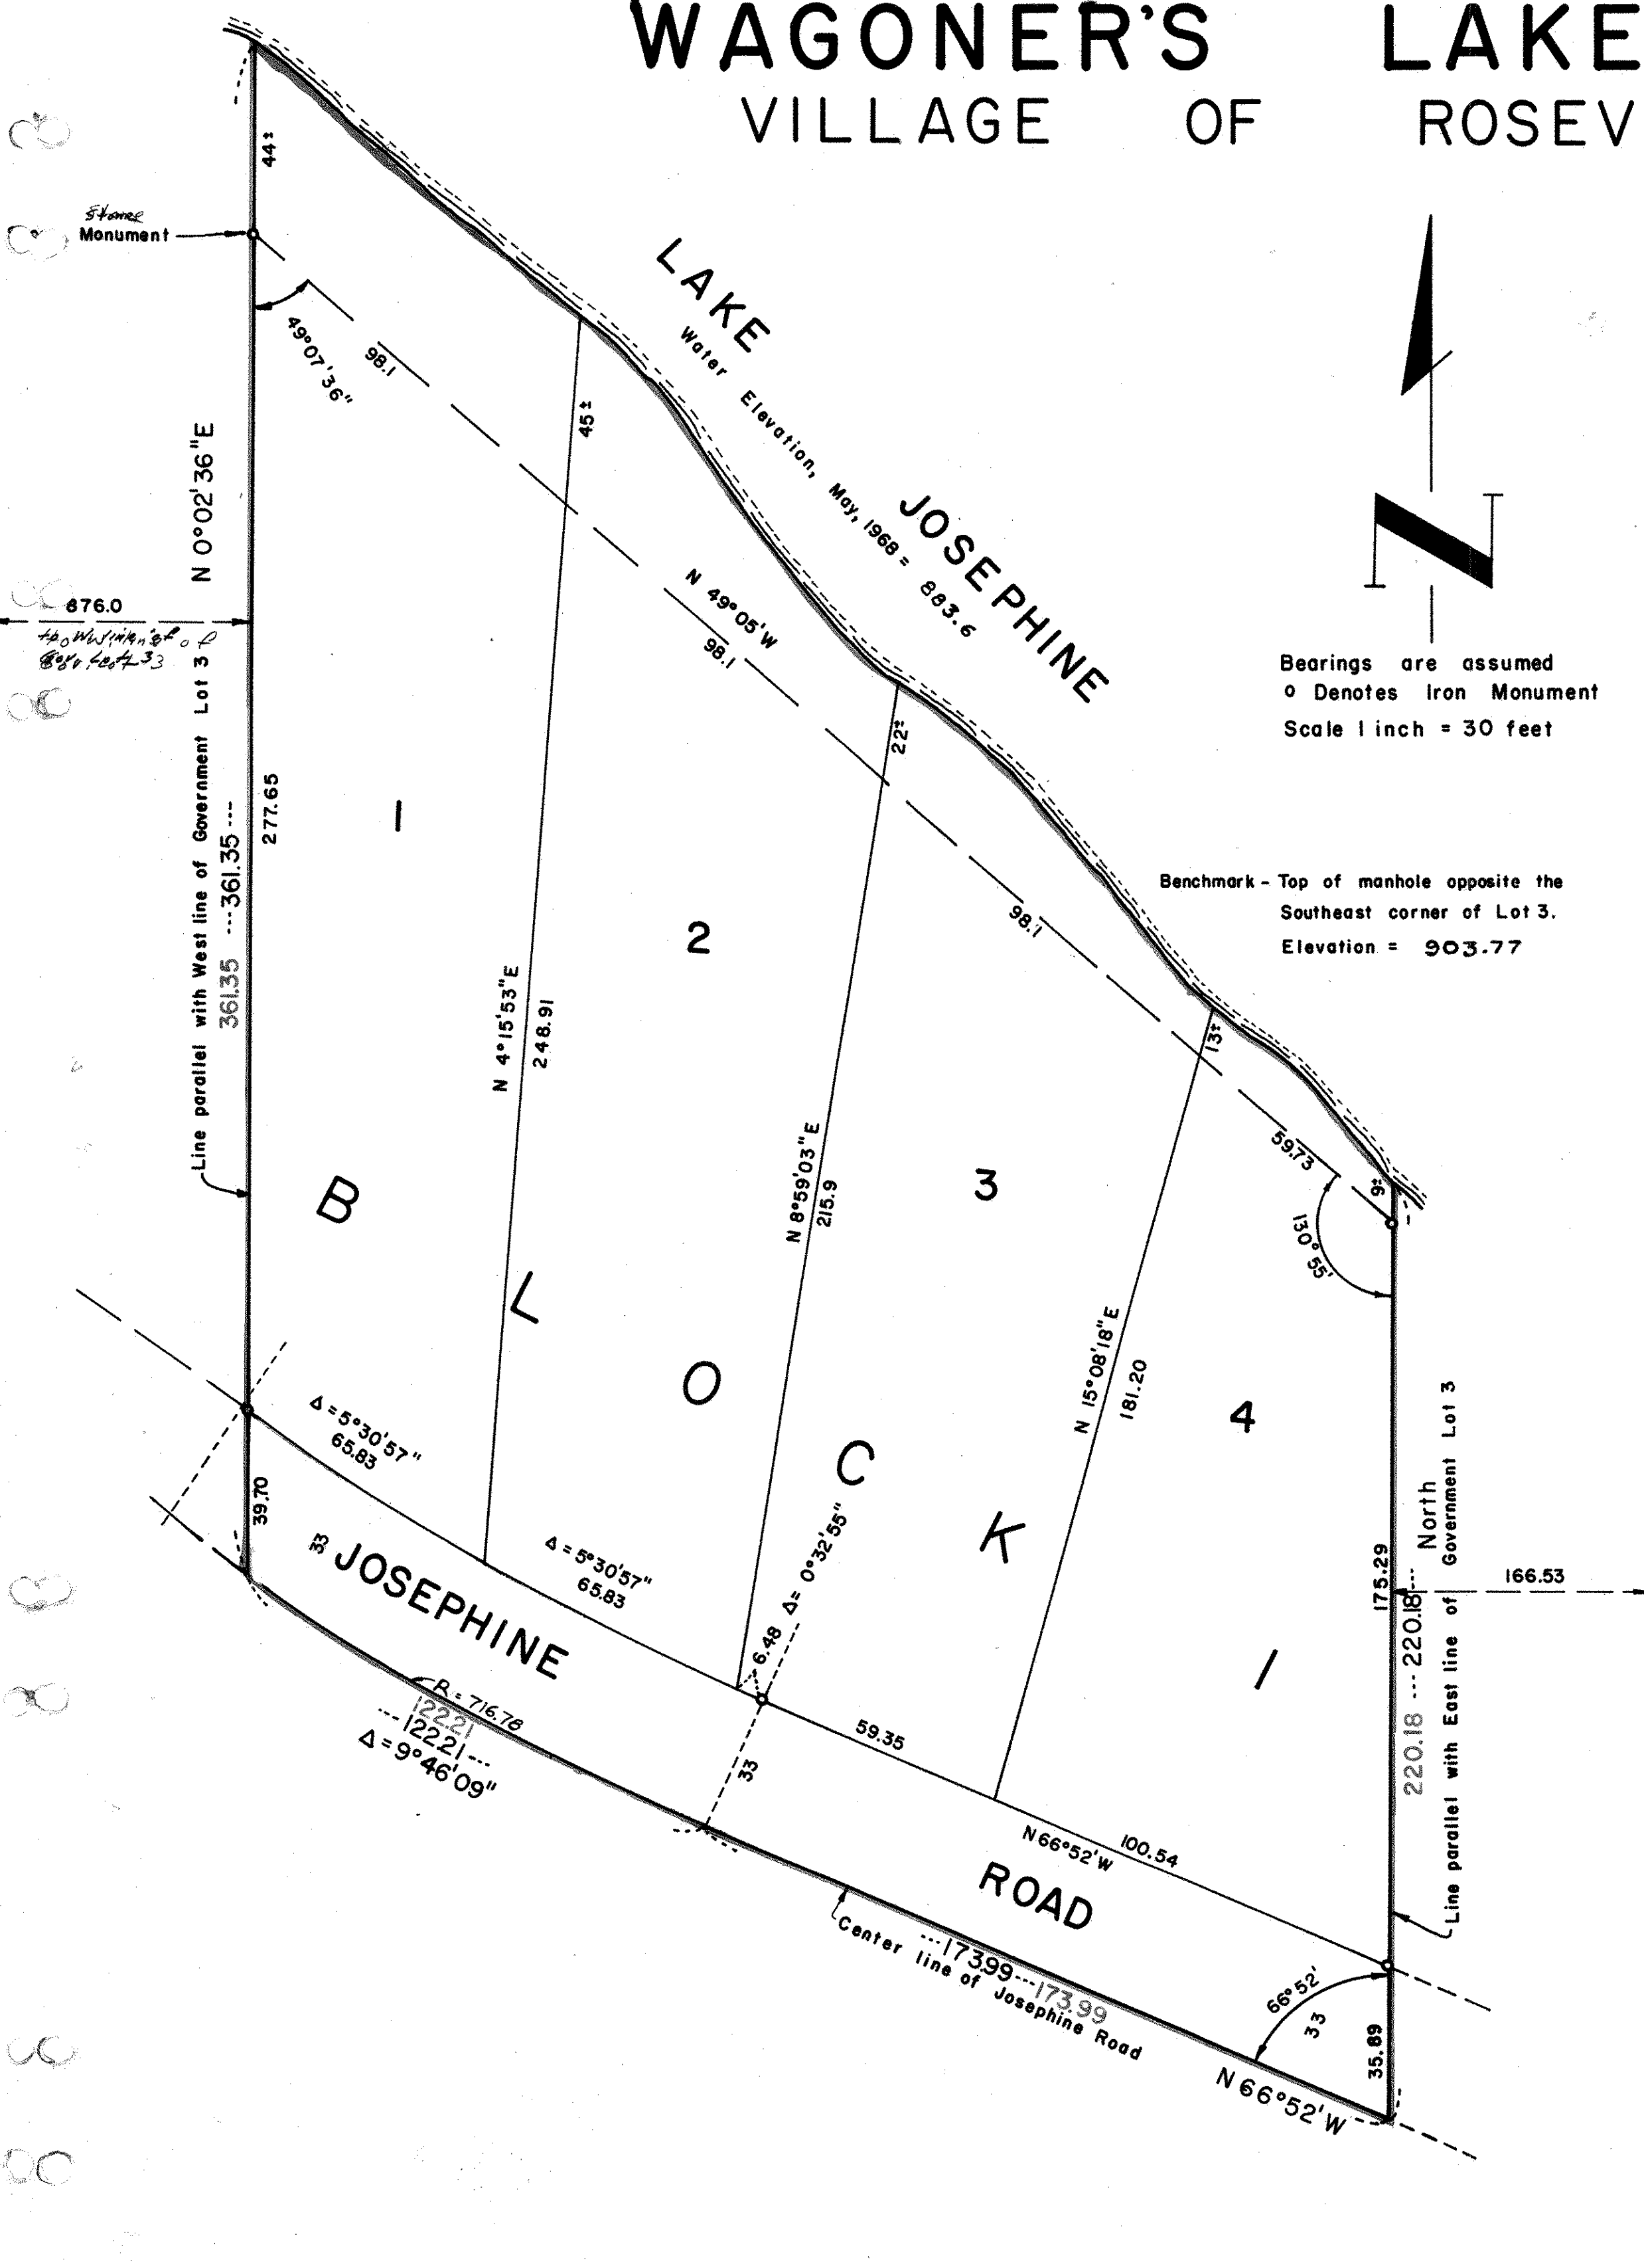 WAGONER'S LAKE
VILLAGE OF ROSEV
44±
Stone
Monument
49°07'36"
98.1
LAKE
JOSEPHINE
Water Elevation, May, 1968 = 883.6
45±
N 0°02'36"E
876.0
Line parallel with West line of Government Lot 3
361.35 ---361.35---
277.65
N 49°05'W
98.1
22±
Bearings are assumed
o Denotes Iron Monument
Scale 1 inch = 30 feet
N
1
2
98.1
Benchmark - Top of manhole opposite the
Southeast corner of Lot 3.
Elevation = 903.77
N 4°15'53"E
248.91
13±
59.73
9±
130°55'
N 8°59'03"E
215.9
3
BLOCK 1
N 15°08'18"E
181.20
4
North
Line parallel with East line of Government Lot 3
175.29
220.18 --- 220.18---
166.53
Δ = 5°30'57"
65.83
39.70
33
Δ = 5°30'57"
65.83
6.48 Δ = 0°32'55"
JOSEPHINE
ROAD
R = 716.78
122.21
---122.21---
Δ = 9°46'09"
33
59.35
N 66°52'W
100.54
---173.99---173.99
Center line of Josephine Road
66°52'
33
35.89
N 66°52'W